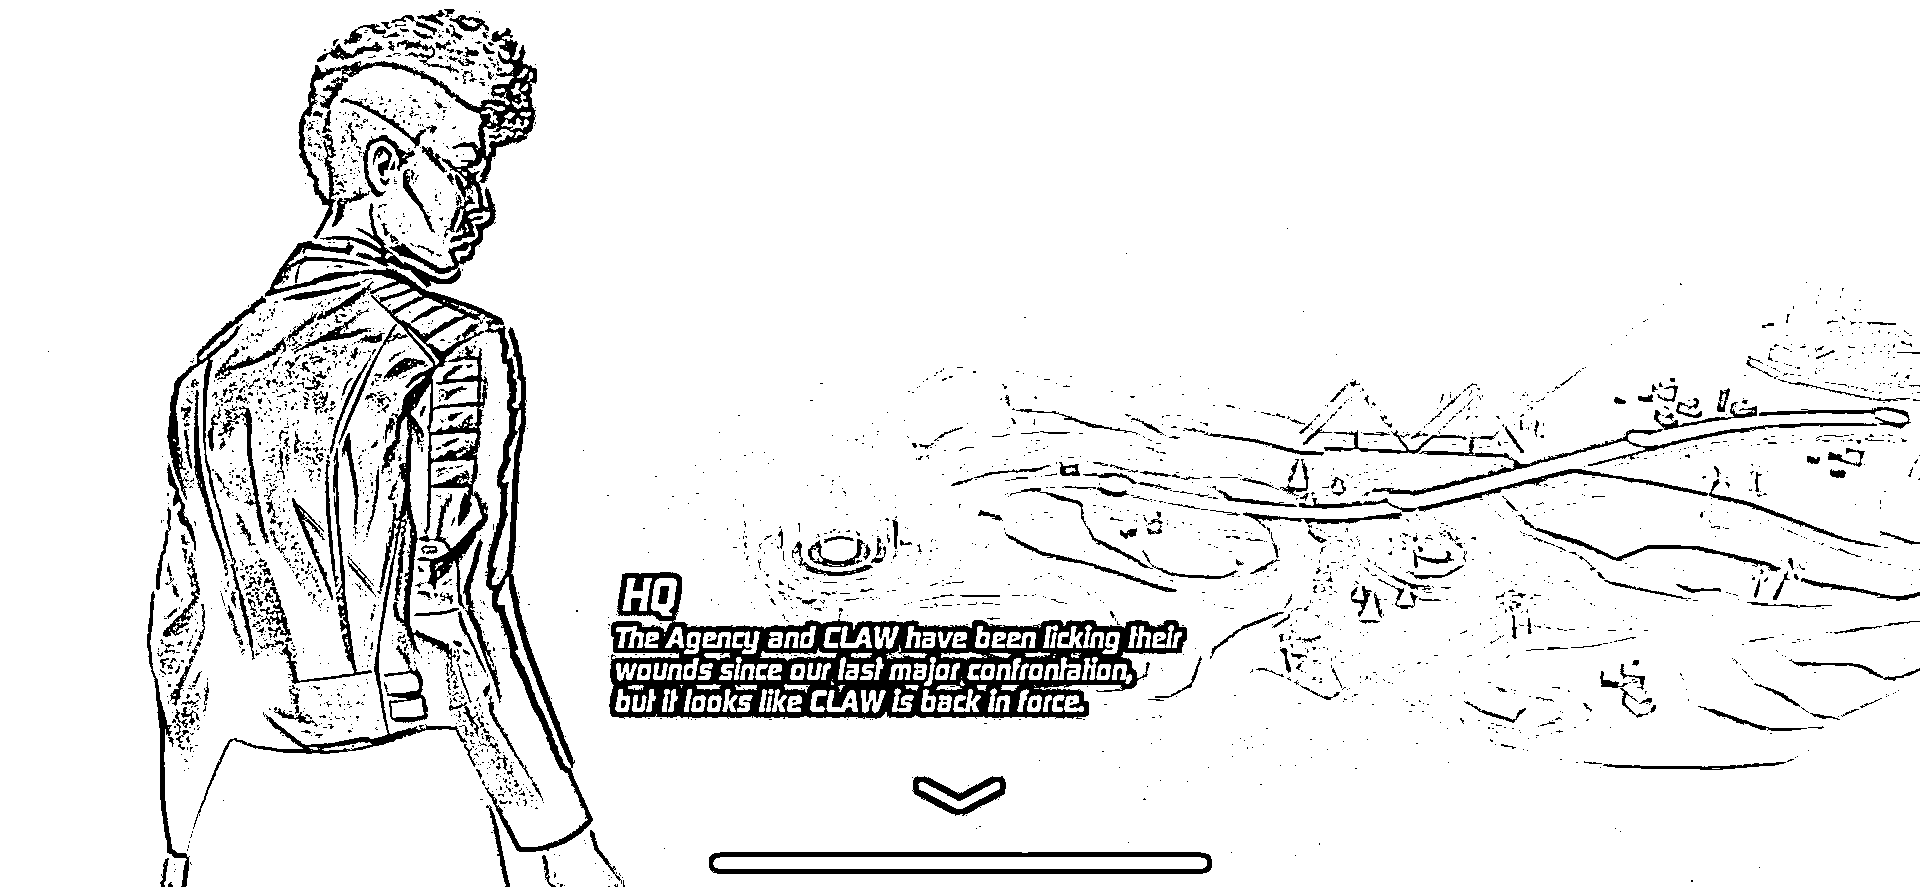 HQ
The Agency and CLAW have been licking their
wounds since our last major confrontation,
but it looks like CLAW is back in force.